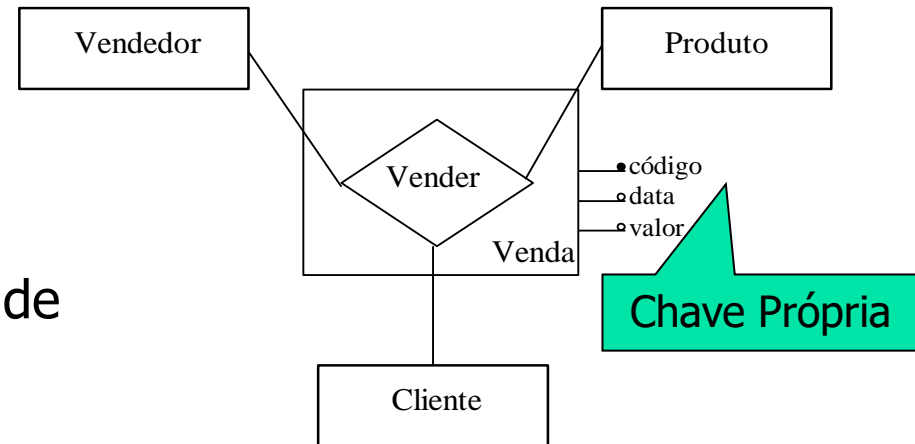 Vendedor
Produto
Vender
código
data
valor
Venda
de
Chave Própria
Cliente